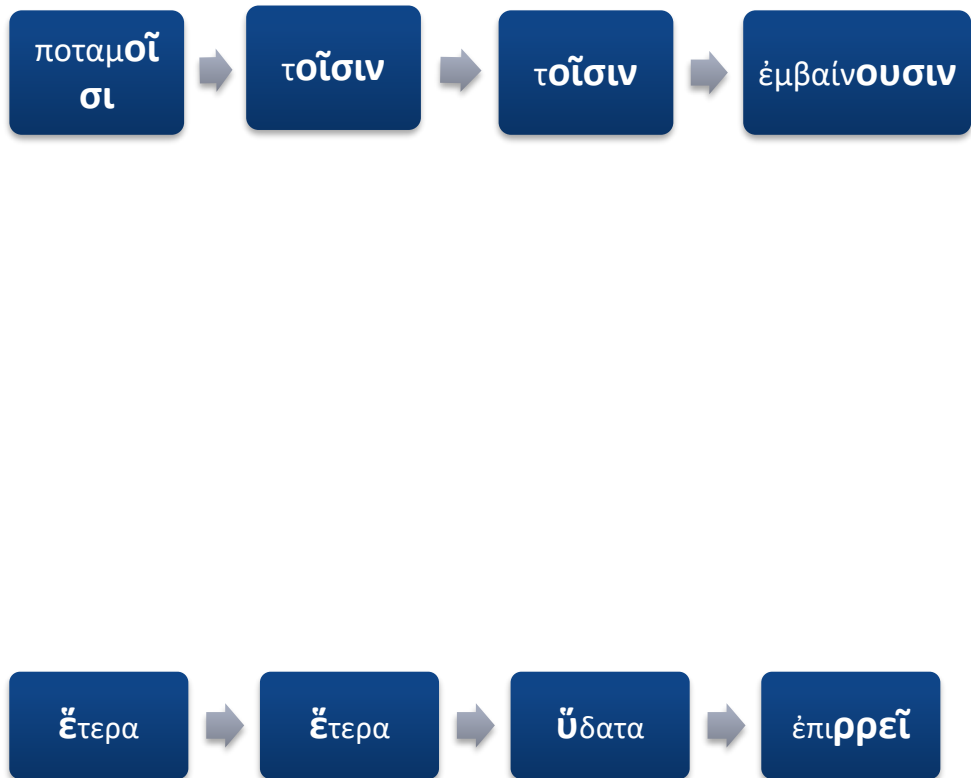 ποταμοῖ
σι
τοῖσιν
τοῖσιν
ἐμβαίνουσιν
ἕτερα
ἕτερα
ὕδατα
ἐπιρρεῖ